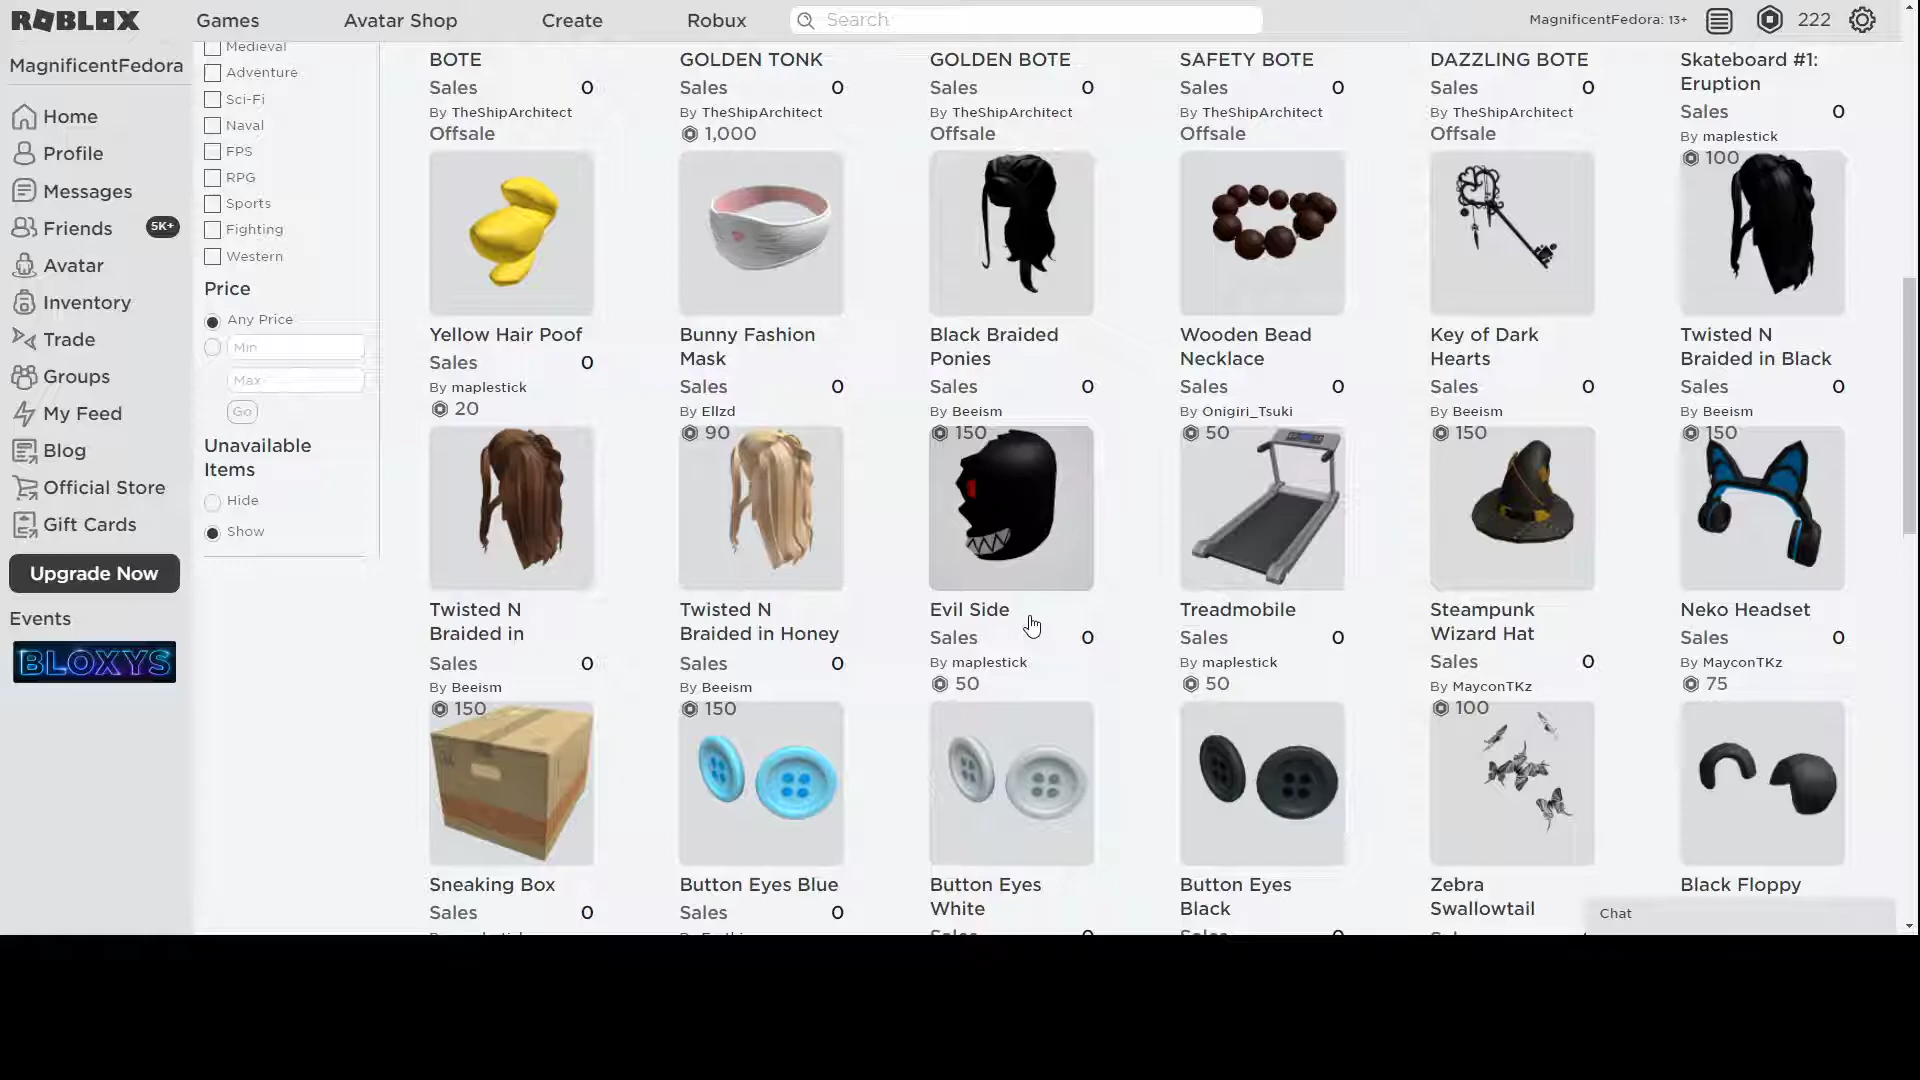 ROBLOX
Games
Avatar Shop
Create
Robux
Search
MagnificentFedora: 13+
222
MagnificentFedora
Home
Profile
Messages
Friends
5K+
Avatar
Inventory
Trade
Groups
My Feed
Blog
Official Store
Gift Cards
Upgrade Now
Events
BLOXYS
Medieval
Adventure
Sci-Fi
Naval
FPS
RPG
Sports
Fighting
Western
Price
Any Price
Min
Max
Go
Unavailable
Items
Hide
Show
BOTE
Sales 0
By TheShipArchitect
Offsale
GOLDEN TONK
Sales 0
By TheShipArchitect
1,000
GOLDEN BOTE
Sales 0
By TheShipArchitect
Offsale
SAFETY BOTE
Sales 0
By TheShipArchitect
Offsale
DAZZLING BOTE
Sales 0
By TheShipArchitect
Offsale
Skateboard #1:
Eruption
Sales 0
By maplestick
100
Yellow Hair Poof
Sales 0
By maplestick
20
Bunny Fashion
Mask
Sales 0
By Ellzd
90
Black Braided
Ponies
Sales 0
By Beeism
150
Wooden Bead
Necklace
Sales 0
By Onigiri_Tsuki
50
Key of Dark
Hearts
Sales 0
By Beeism
150
Twisted N
Braided in Black
Sales 0
By Beeism
150
Twisted N
Braided in
Sales 0
By Beeism
150
Twisted N
Braided in Honey
Sales 0
By Beeism
150
Evil Side
Sales 0
By maplestick
50
Treadmobile
Sales 0
By maplestick
50
Steampunk
Wizard Hat
Sales 0
By MayconTKz
100
Neko Headset
Sales 0
By MayconTKz
75
Sneaking Box
Sales 0
Button Eyes Blue
Sales 0
Button Eyes
White
Button Eyes
Black
Zebra
Swallowtail
Black Floppy
Chat